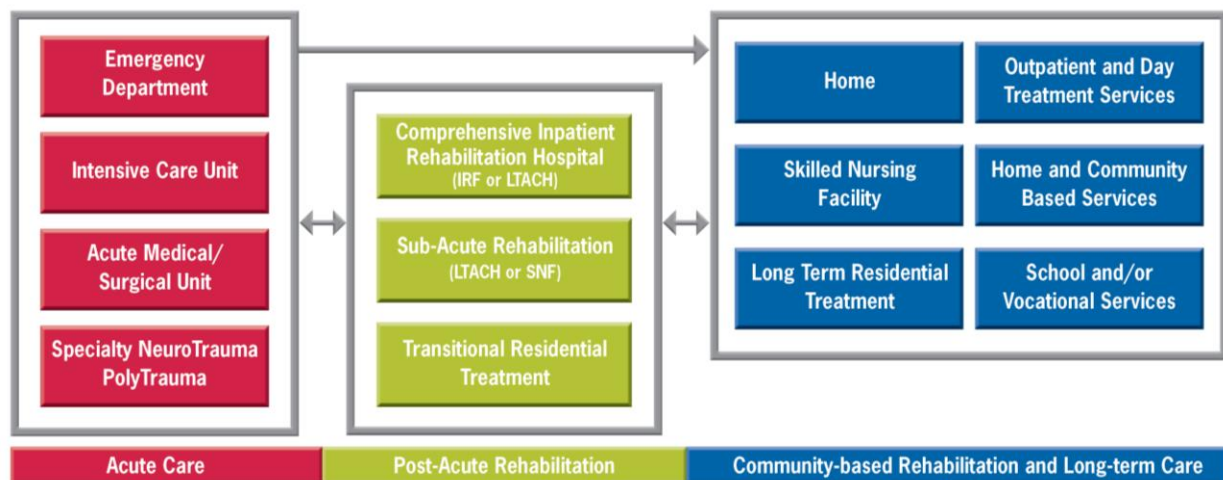 Emergency
Department
Intensive Care Unit
Acute Medical/
Surgical Unit
Specialty NeuroTrauma
PolyTrauma
Comprehensive Inpatient
Rehabilitation Hospital
(IRF or LTACH)
Sub-Acute Rehabilitation
(LTACH or SNF)
Transitional Residential
Treatment
Home
Outpatient and Day
Treatment Services
Skilled Nursing
Facility
Home and Community
Based Services
Long Term Residential
Treatment
School and/or
Vocational Services
Acute Care
Post-Acute Rehabilitation
Community-based Rehabilitation and Long-term Care